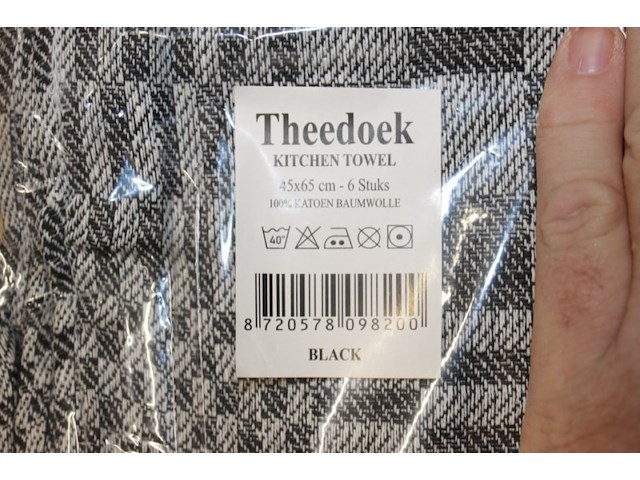 Theedoek
KITCHEN TOWEL
45x65 cm - 6 Stuks
100% KATOEN BAUMWOLLE
40°
8 720578 098200
BLACK